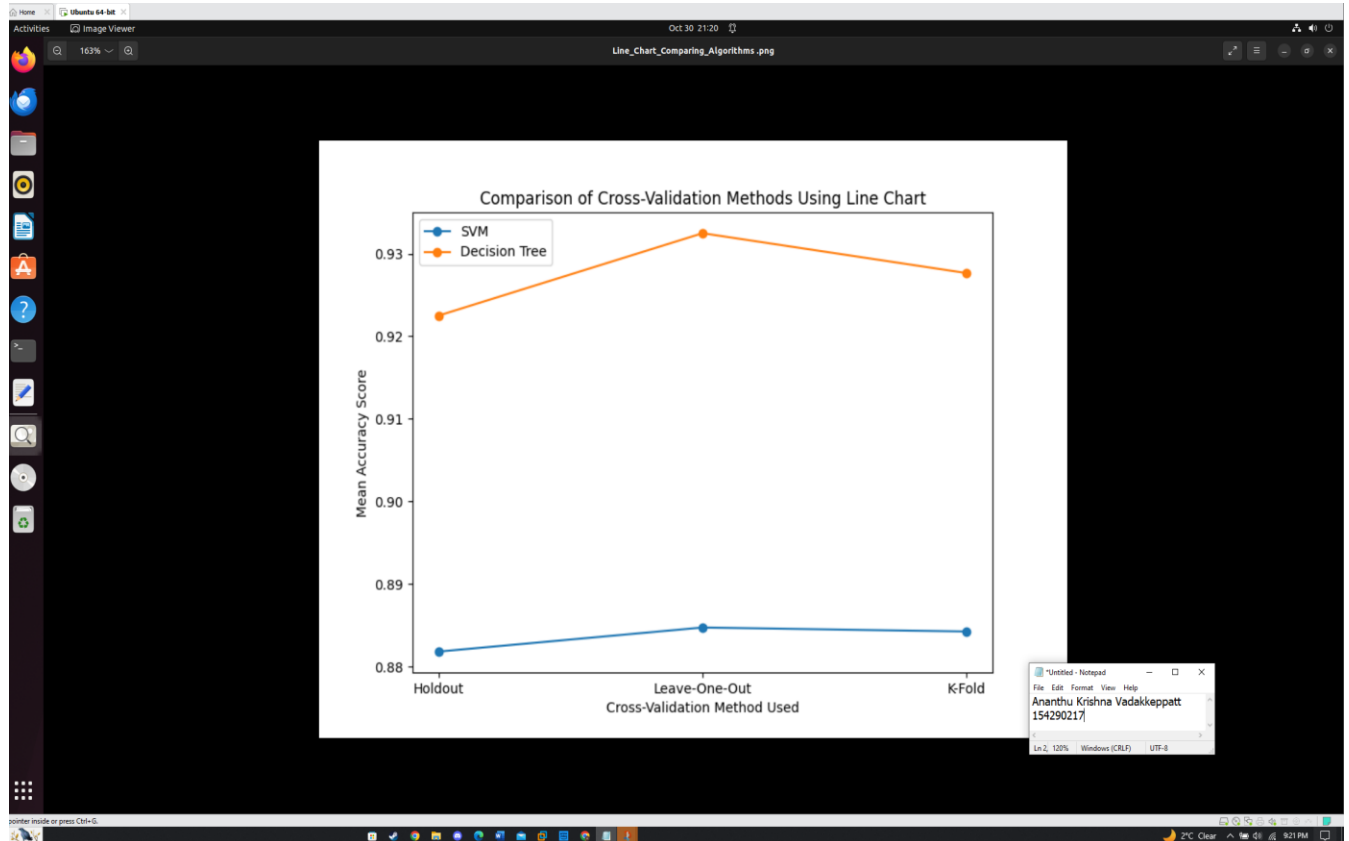 Home
Ubuntu 64-bit
Activities
Image Viewer
Oct 30 21:20
163%
Line_Chart_Comparing_Algorithms .png
Comparison of Cross-Validation Methods Using Line Chart
SVM
Decision Tree
0.93
0.92
0.91
0.90
0.89
0.88
Mean Accuracy Score
Holdout
Leave-One-Out
K-Fold
Cross-Validation Method Used
*Untitled - Notepad
File Edit Format View Help
Ananthu Krishna Vadakkeppatt
154290217
Ln 2, 120% Windows (CRLF) UTF-8
pointer inside or press Ctrl+G.
2°C Clear
9:21 PM